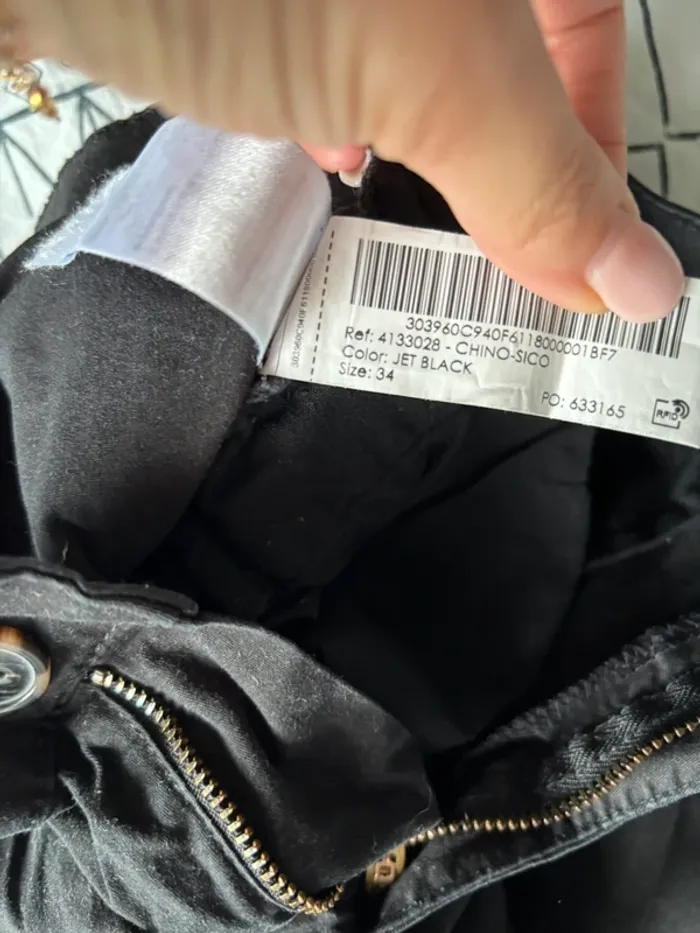 303960C940F6118000001BF7
Ref: 4133028 - CHINO-SICO
Color: JET BLACK
Size: 34
PO: 633165
RFID